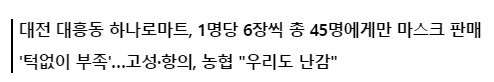 대전 대흥동 하나로마트, 1명당 6장씩 총 45명에게만 마스크 판매
'턱없이 부족'…고성·항의, 농협 "우리도 난감"